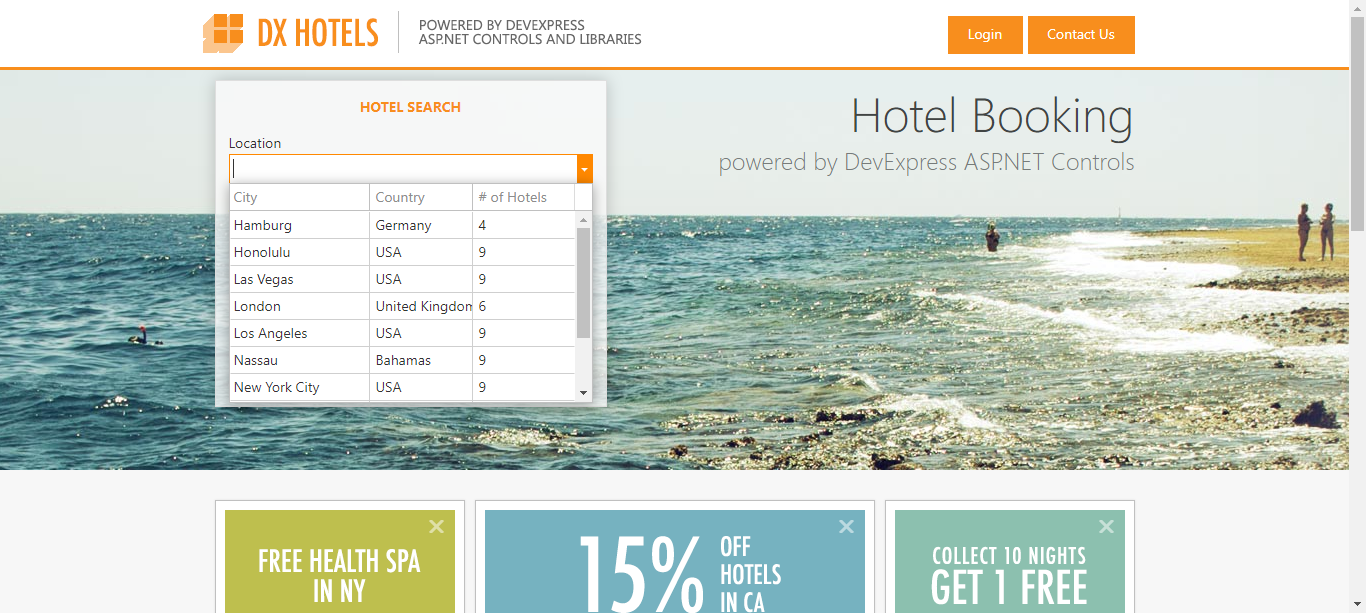 DX HOTELS
POWERED BY DEVEXPRESS
ASP.NET CONTROLS AND LIBRARIES
Login
Contact Us
HOTEL SEARCH
Location
Hotel Booking
powered by DevExpress ASP.NET Controls
City Country # of Hotels
Hamburg Germany 4
Honolulu USA 9
Las Vegas USA 9
London United Kingdom 6
Los Angeles USA 9
Nassau Bahamas 9
New York City USA 9
FREE HEALTH SPA
IN NY
15%
OFF
HOTELS
IN CA
COLLECT 10 NIGHTS
GET 1 FREE